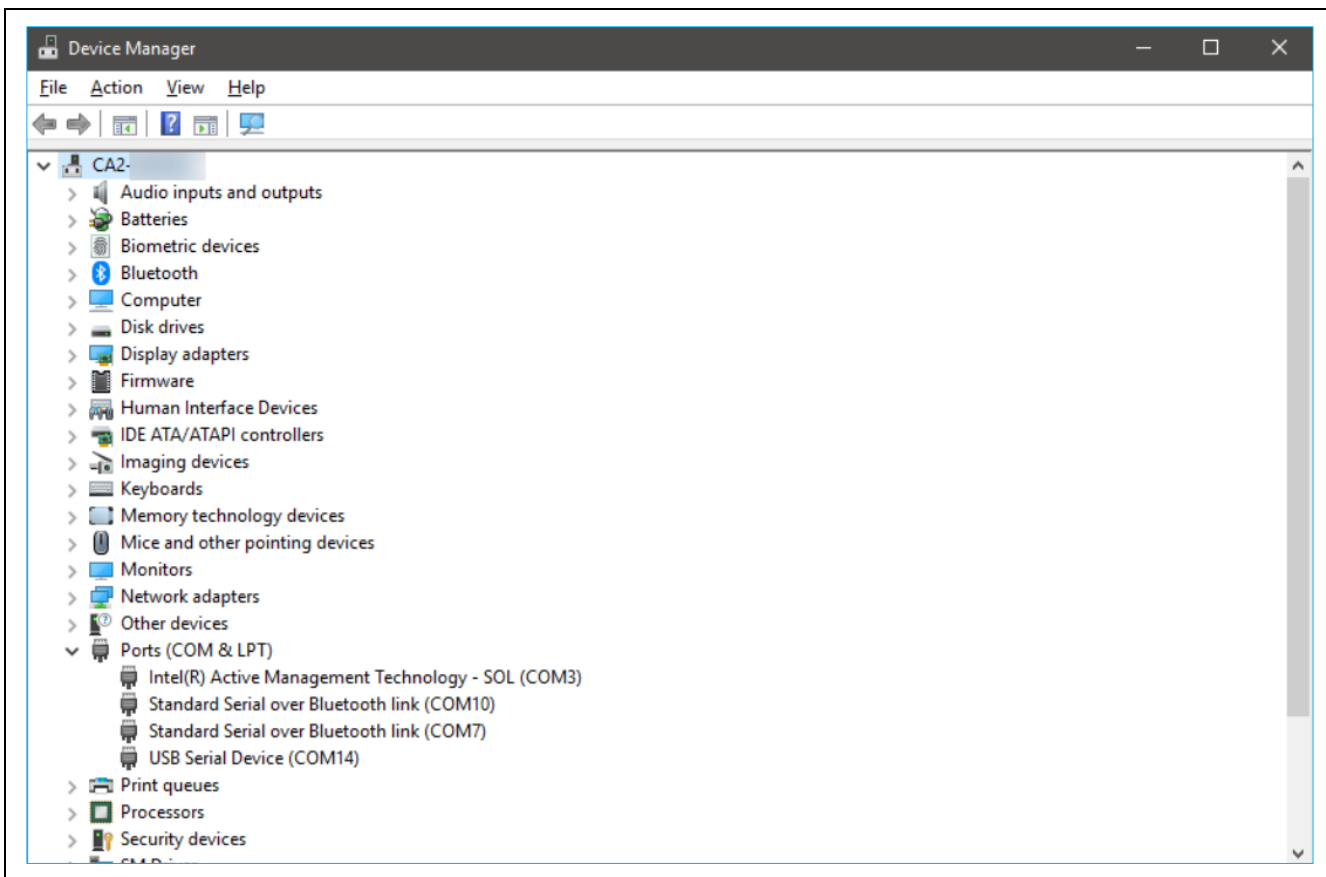 Device Manager
File Action View Help
CA2-
Audio inputs and outputs
Batteries
Biometric devices
Bluetooth
Computer
Disk drives
Display adapters
Firmware
Human Interface Devices
IDE ATA/ATAPI controllers
Imaging devices
Keyboards
Memory technology devices
Mice and other pointing devices
Monitors
Network adapters
Other devices
Ports (COM & LPT)
Intel(R) Active Management Technology - SOL (COM3)
Standard Serial over Bluetooth link (COM10)
Standard Serial over Bluetooth link (COM7)
USB Serial Device (COM14)
Print queues
Processors
Security devices